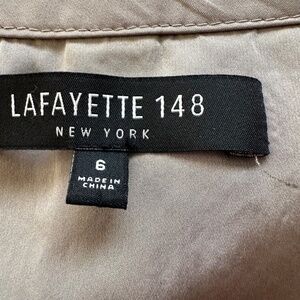 LAFAYETTE 148
NEW YORK
6
MADE IN
CHINA